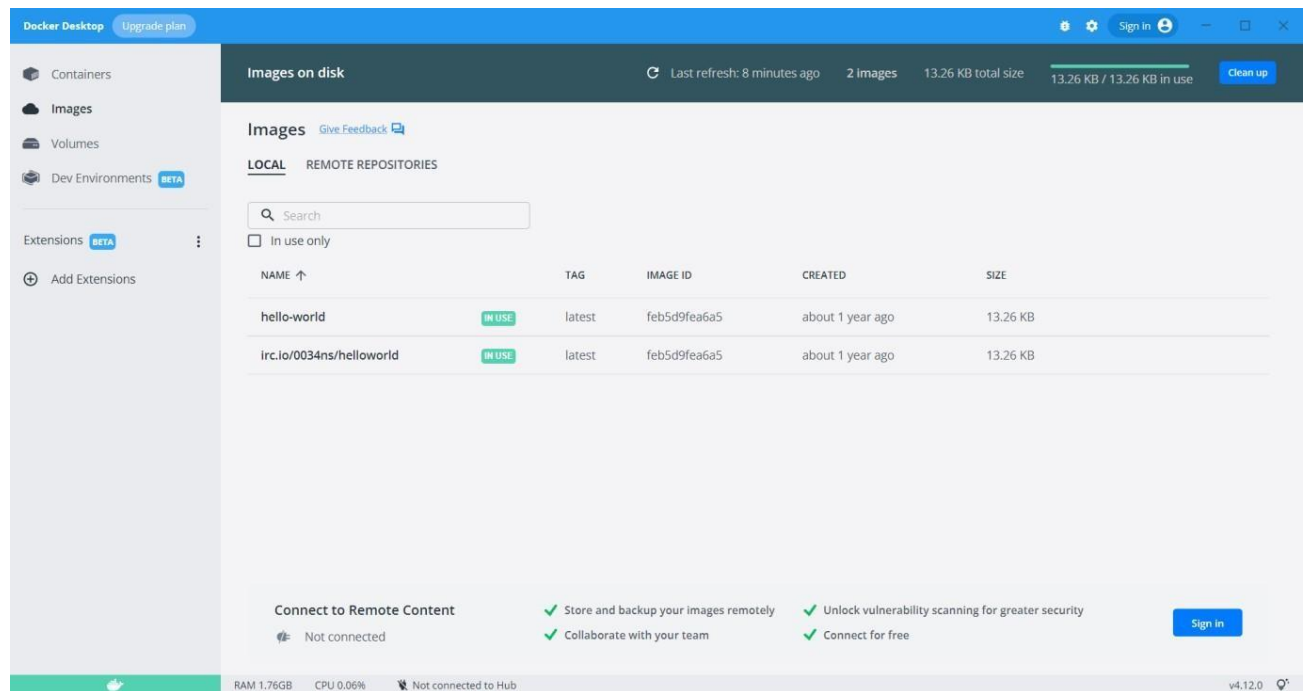 Docker Desktop Upgrade plan Sign in
Containers
Images
Volumes
Dev Environments BETA
Extensions BETA
Add Extensions
Images on disk Last refresh: 8 minutes ago 2 images 13.26 KB total size 13.26 KB / 13.26 KB in use Clean up
Images Give Feedback
LOCAL REMOTE REPOSITORIES
Search
In use only
NAME TAG IMAGE ID CREATED SIZE
hello-world IN USE latest feb5d9fea6a5 about 1 year ago 13.26 KB
irc.io/0034ns/helloworld IN USE latest feb5d9fea6a5 about 1 year ago 13.26 KB
Connect to Remote Content
Not connected
Store and backup your images remotely
Collaborate with your team
Unlock vulnerability scanning for greater security
Connect for free
Sign in
RAM 1.76GB CPU 0.06% Not connected to Hub v4.12.0